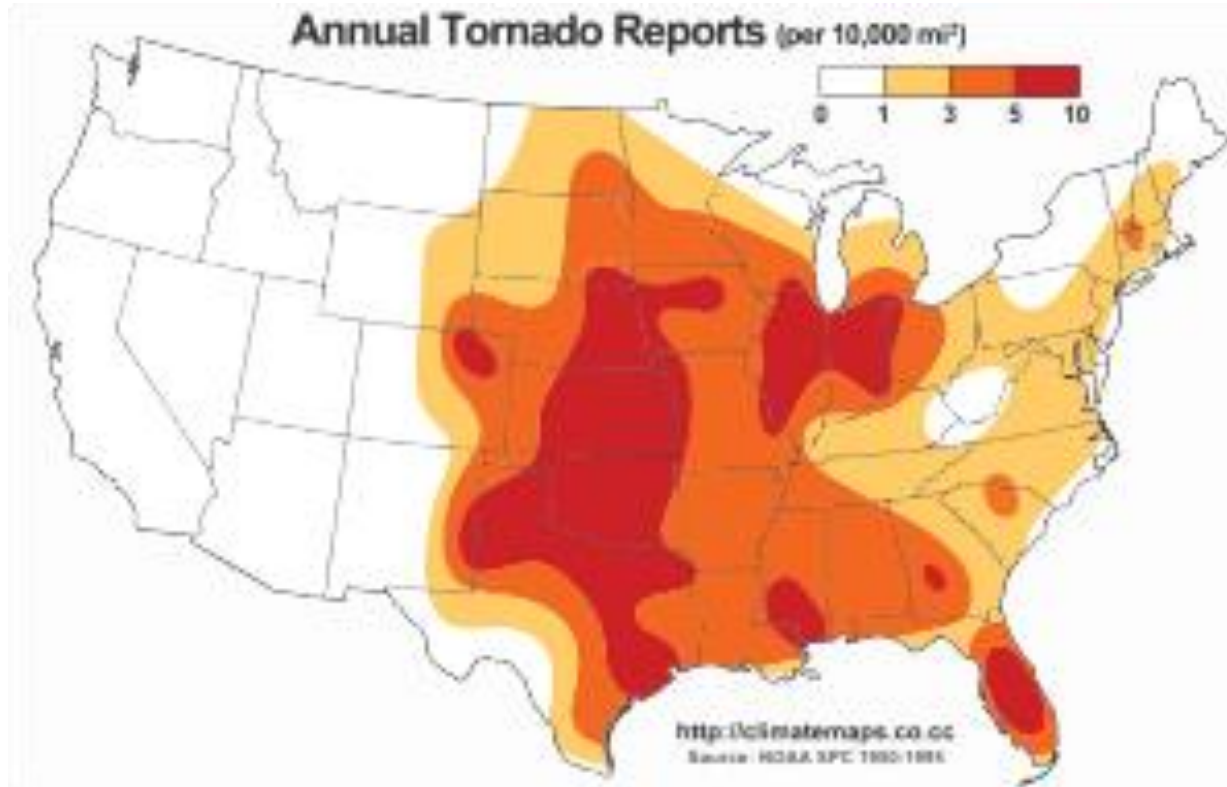 Annual Tornado Reports (per 10,000 mi²)
0 1 3 5 10
http://climatemaps.co.cc
Source: NOAA SPC